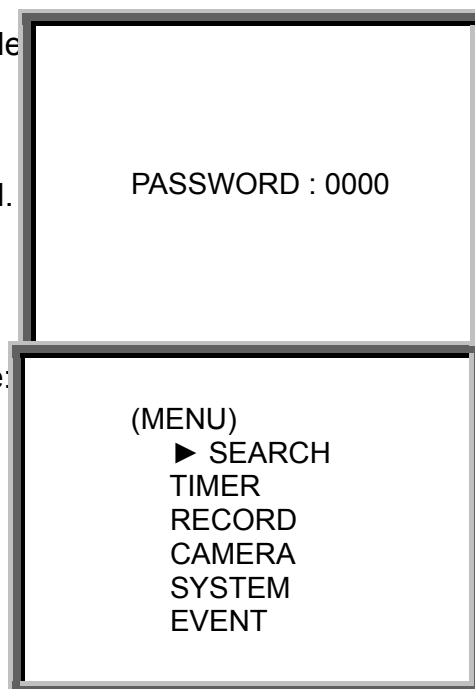 PASSWORD : 0000
(MENU)
► SEARCH
TIMER
RECORD
CAMERA
SYSTEM
EVENT